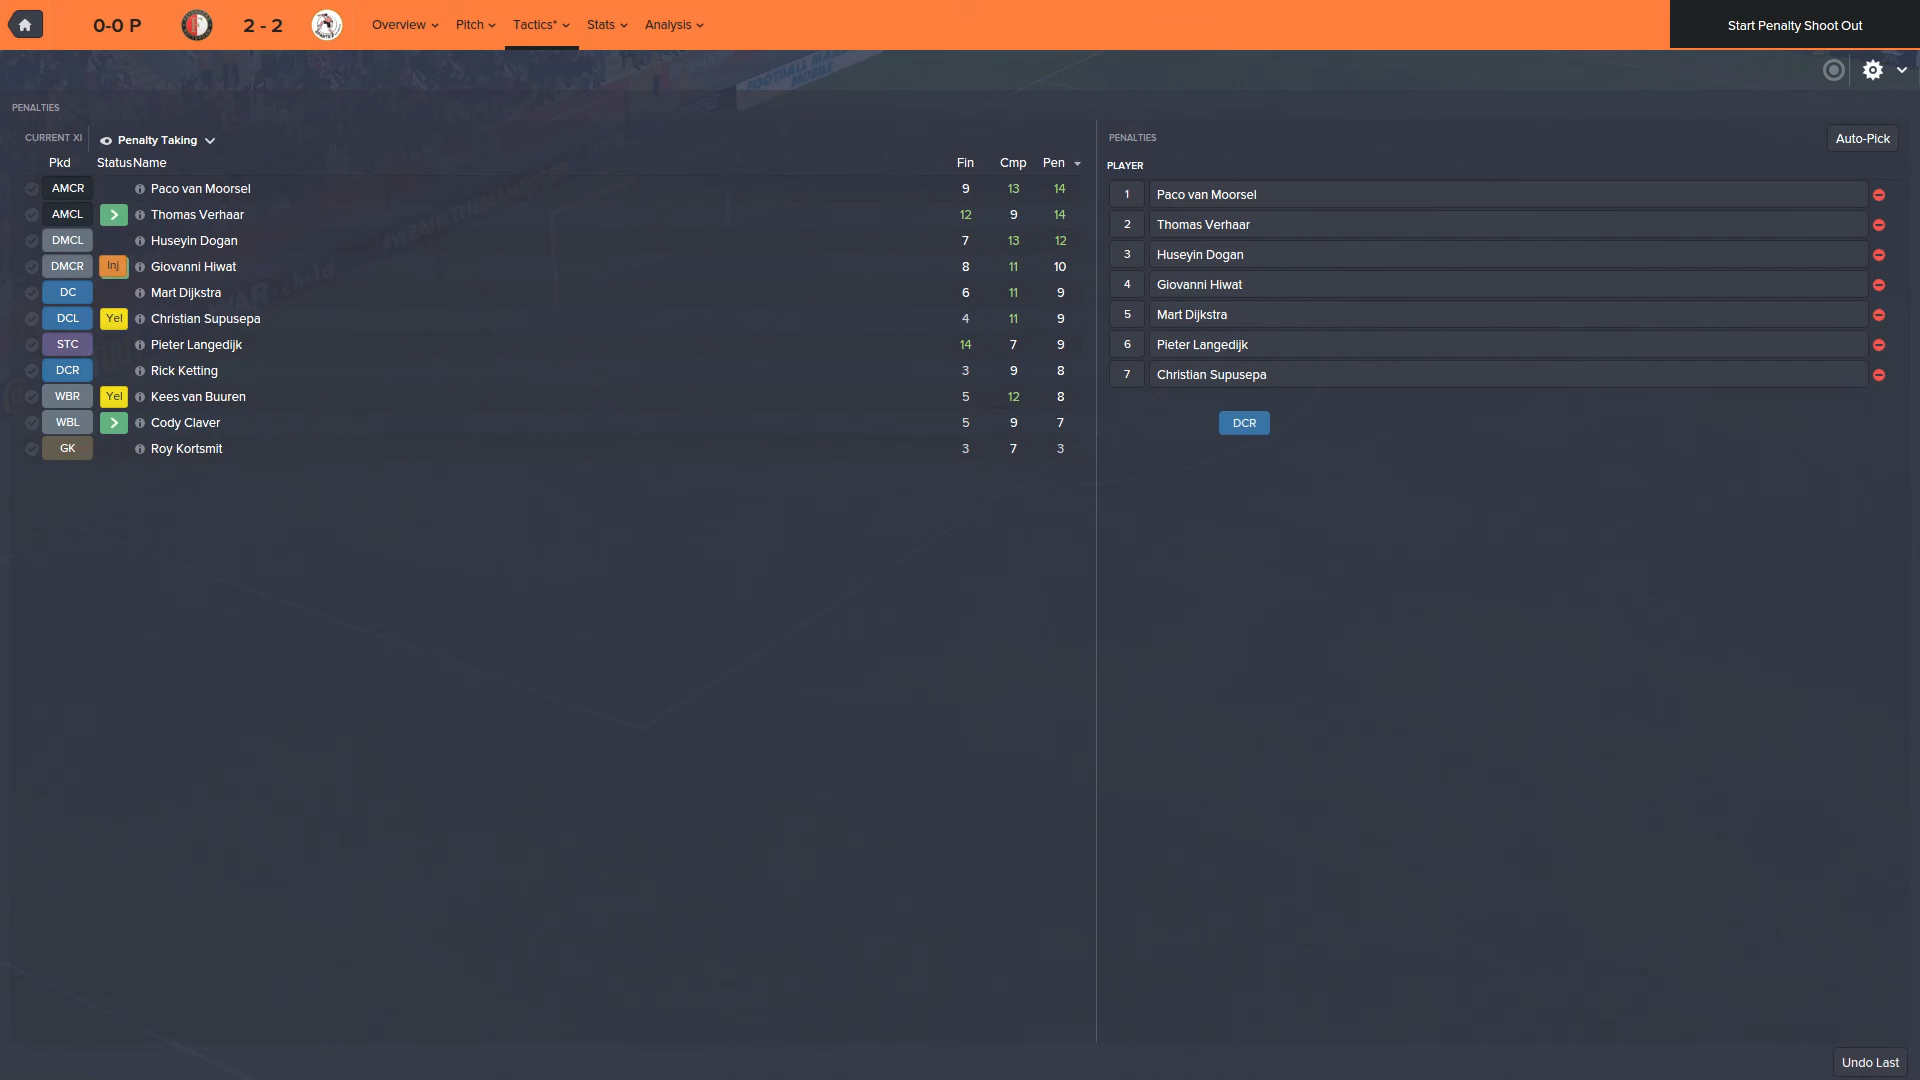 0-0 P 2 - 2 Overview Pitch Tactics* Stats Analysis Start Penalty Shoot Out
PENALTIES
CURRENT XI Penalty Taking
Pkd Status Name Fin Cmp Pen
AMCR Paco van Moorsel 9 13 14
AMCL Thomas Verhaar 12 9 14
DMCL Huseyin Dogan 7 13 12
DMCR Inj Giovanni Hiwat 8 11 10
DC Mart Dijkstra 6 11 9
DCL Yel Christian Supusepa 4 11 9
STC Pieter Langedijk 14 7 9
DCR Rick Ketting 3 9 8
WBR Yel Kees van Buuren 5 12 8
WBL Cody Claver 5 9 7
GK Roy Kortsmit 3 7 3
PENALTIES Auto-Pick
PLAYER
1 Paco van Moorsel
2 Thomas Verhaar
3 Huseyin Dogan
4 Giovanni Hiwat
5 Mart Dijkstra
6 Pieter Langedijk
7 Christian Supusepa
DCR
Undo Last